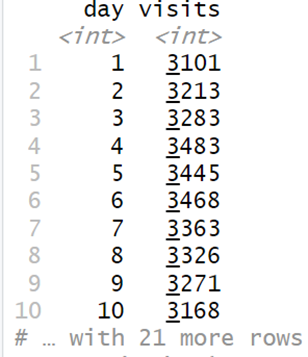 day visits
<int> <int>
1 1 3101
2 2 3213
3 3 3283
4 4 3483
5 5 3445
6 6 3468
7 7 3363
8 8 3326
9 9 3271
10 10 3168
# … with 21 more rows